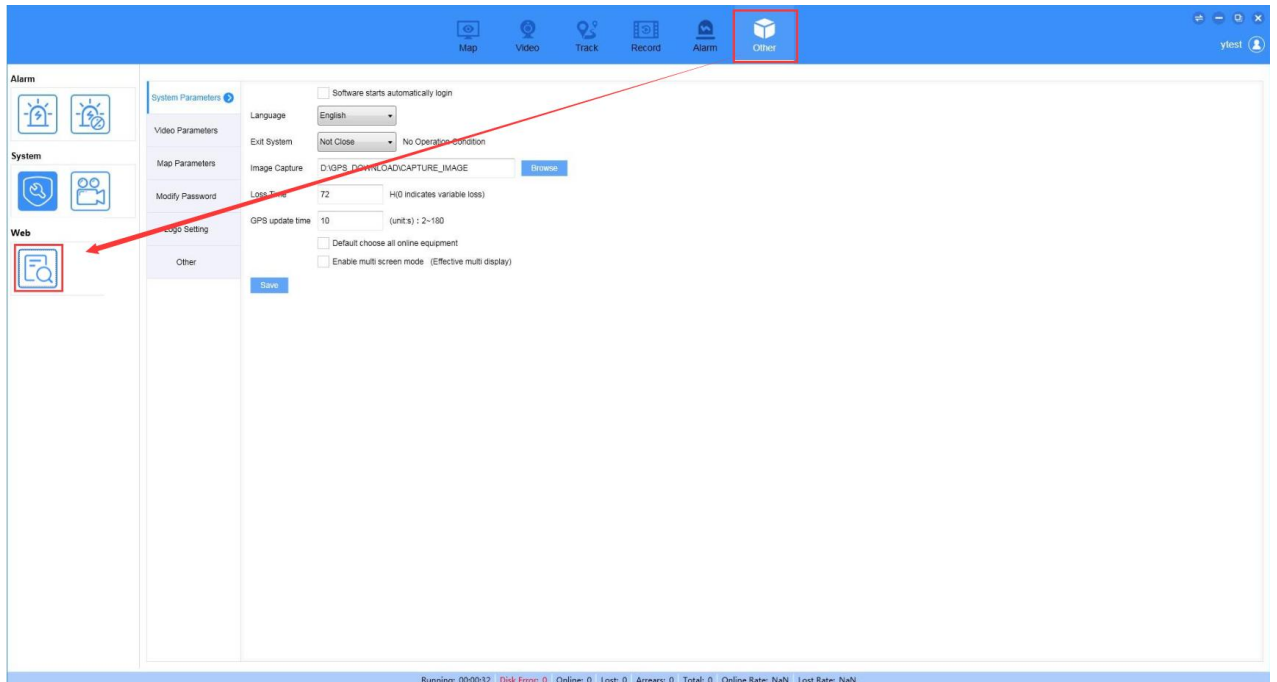 Map Video Track Record Alarm Other
ytest
Alarm
System
Web
System Parameters
Video Parameters
Map Parameters
Modify Password
Logo Setting
Other
Software starts automatically login
Language English
Exit System Not Close No Operation Condition
Image Capture D:\GPS_DOWNLOAD\CAPTURE_IMAGE Browse
Loss Time 72 H(0 indicates variable loss)
GPS update time 10 (unit:s) : 2~180
Default choose all online equipment
Enable multi screen mode (Effective multi display)
Save
Running: 00:00:32 Disk Error: 0 Online: 0 Lost: 0 Arrears: 0 Total: 0 Online Rate: NaN Lost Rate: NaN